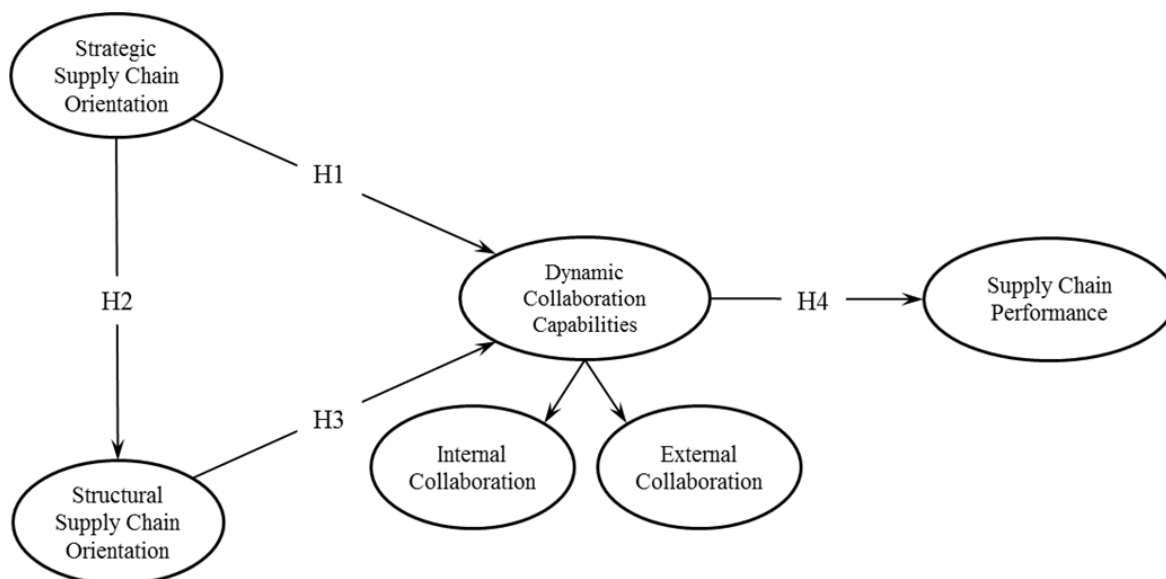 Strategic
Supply Chain
Orientation
H1
Dynamic
Collaboration
Capabilities
H2
H4
Supply Chain
Performance
H3
Internal
Collaboration
External
Collaboration
Structural
Supply Chain
Orientation